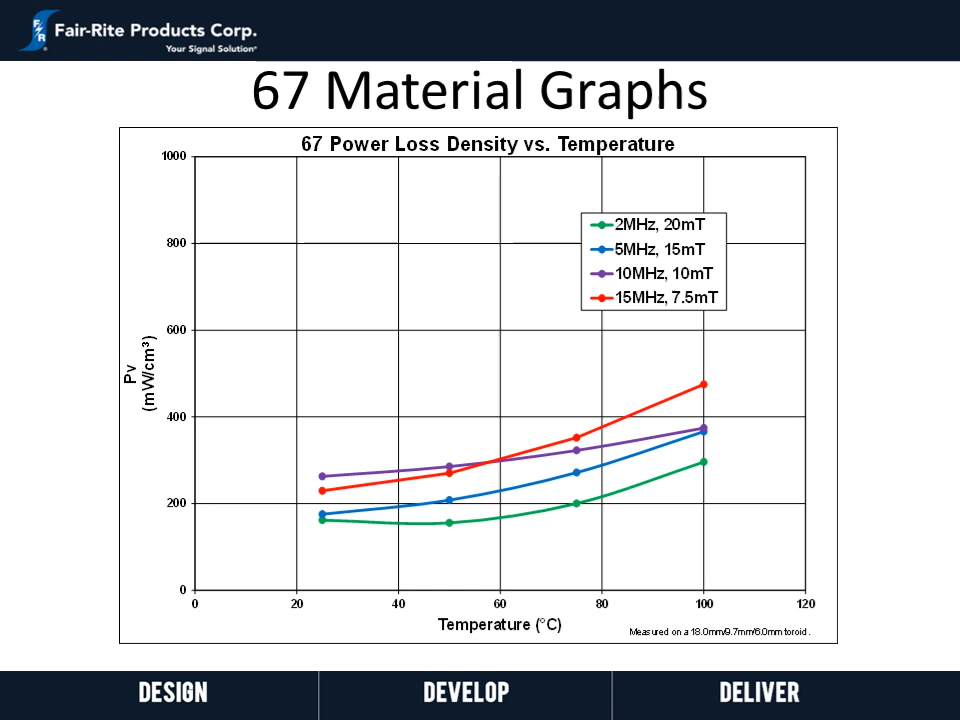 Fair-Rite Products Corp.
Your Signal Solution®
67 Material Graphs
67 Power Loss Density vs. Temperature
1000
800
600
400
200
0
Pv
(mW/cm³)
2MHz, 20mT
5MHz, 15mT
10MHz, 10mT
15MHz, 7.5mT
0 20 40 60 80 100 120
Temperature (°C)
Measured on a 18.0mm/9.7mm/6.0mm toroid.
DESIGN DEVELOP DELIVER